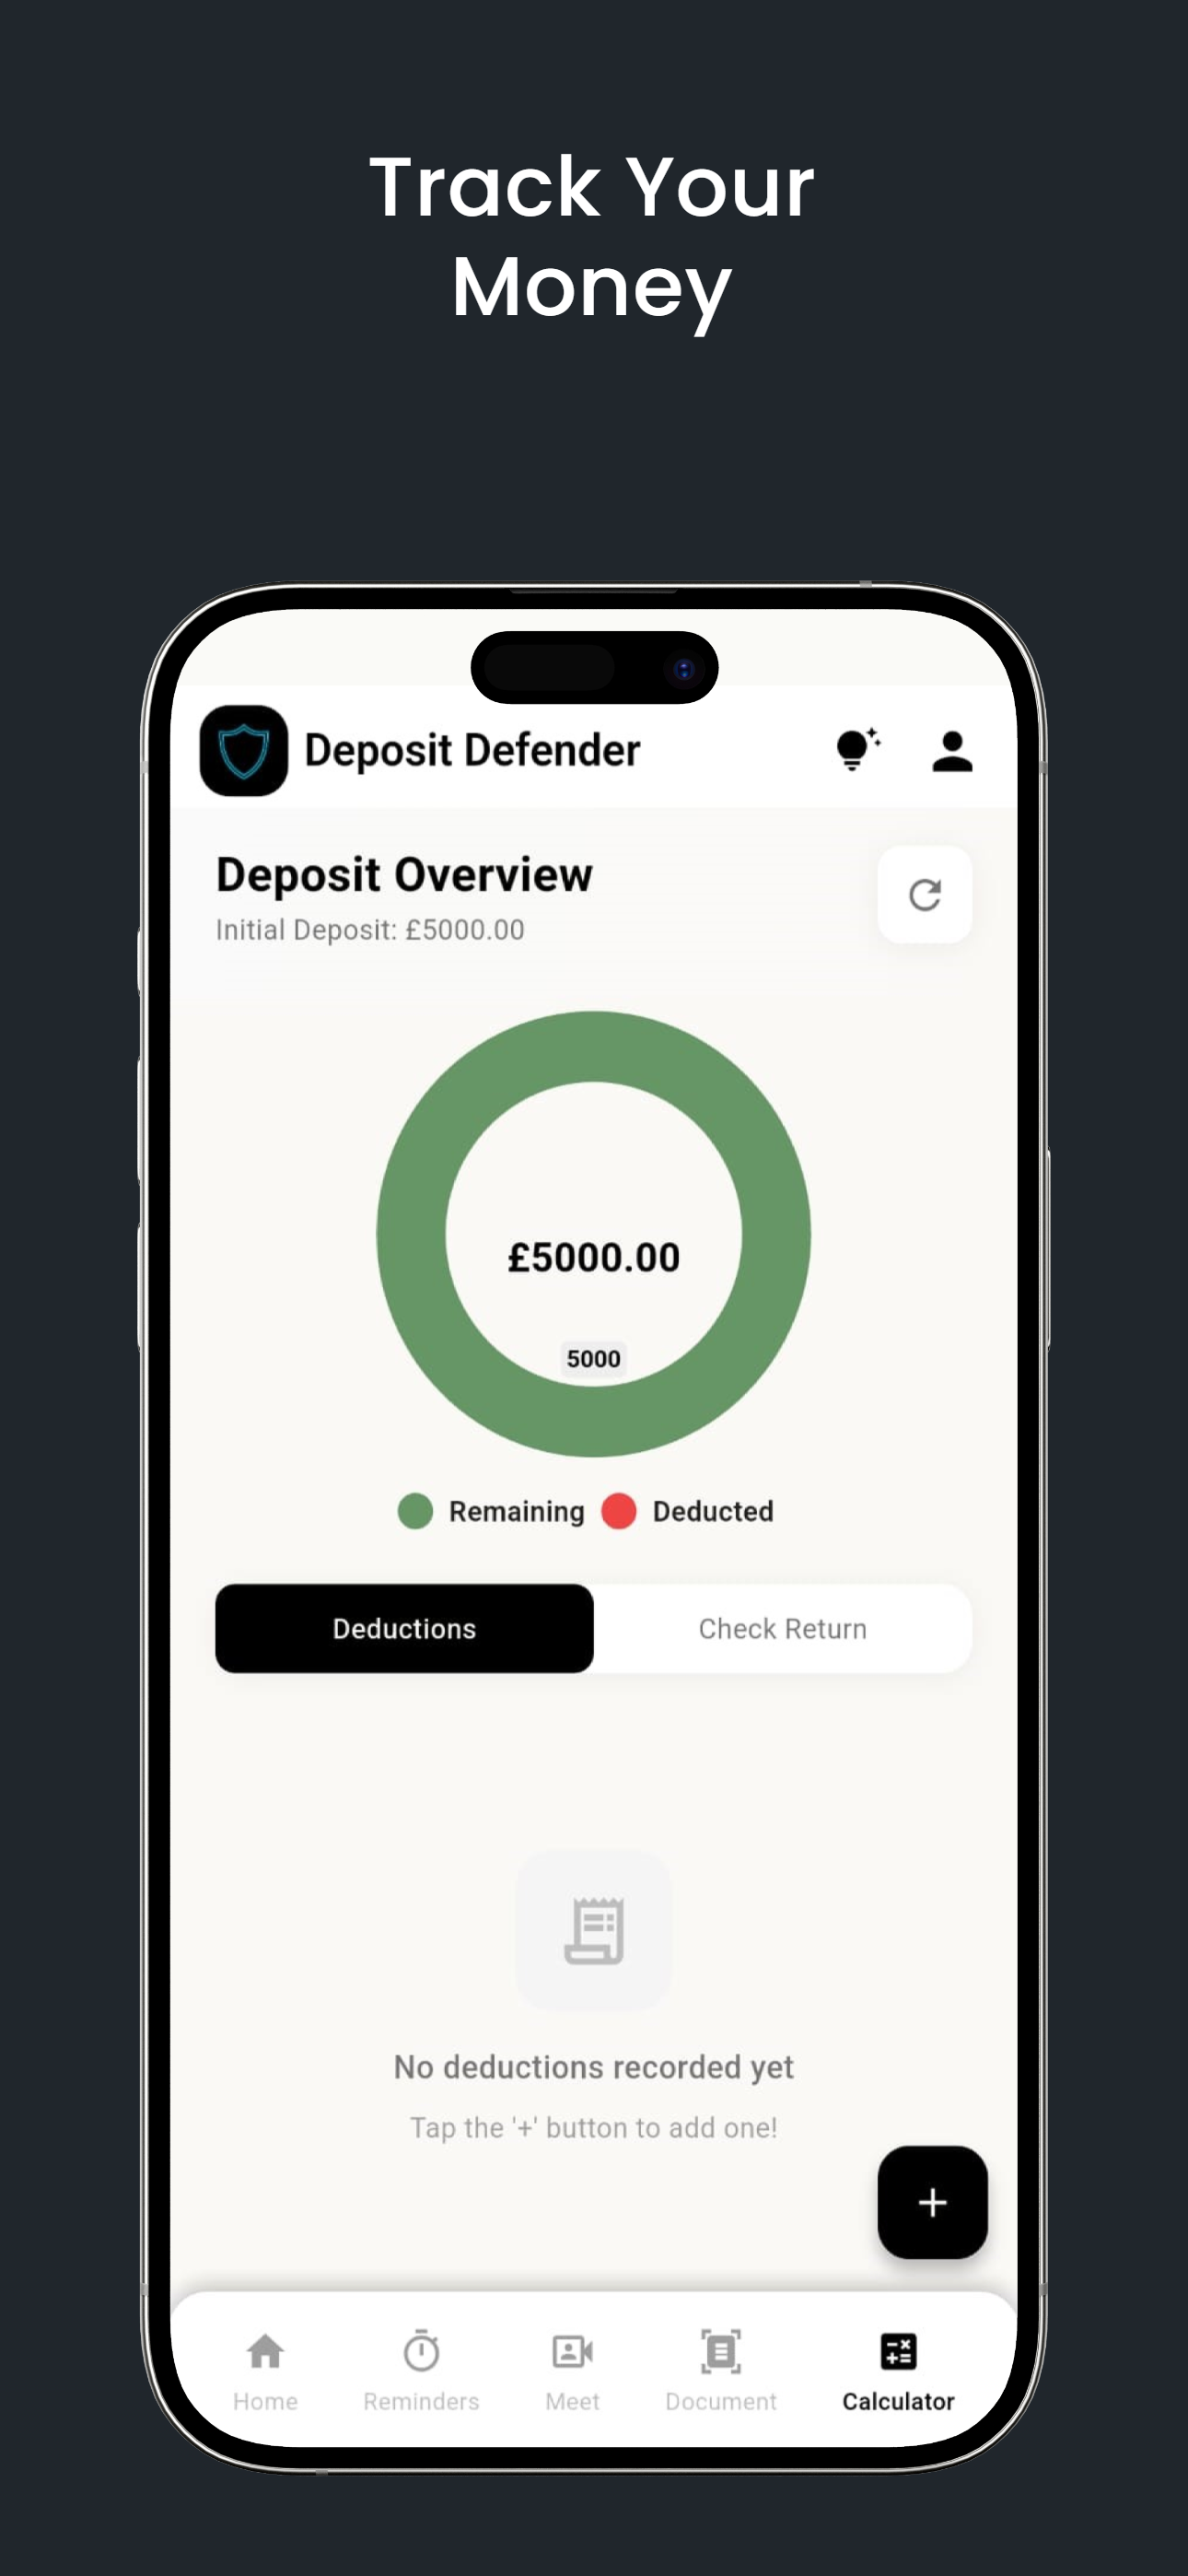 Track Your
Money
Deposit Defender
Deposit Overview
Initial Deposit: £5000.00
£5000.00
5000
Remaining Deducted
Deductions Check Return
No deductions recorded yet
Tap the '+' button to add one!
+
Home Reminders Meet Document Calculator